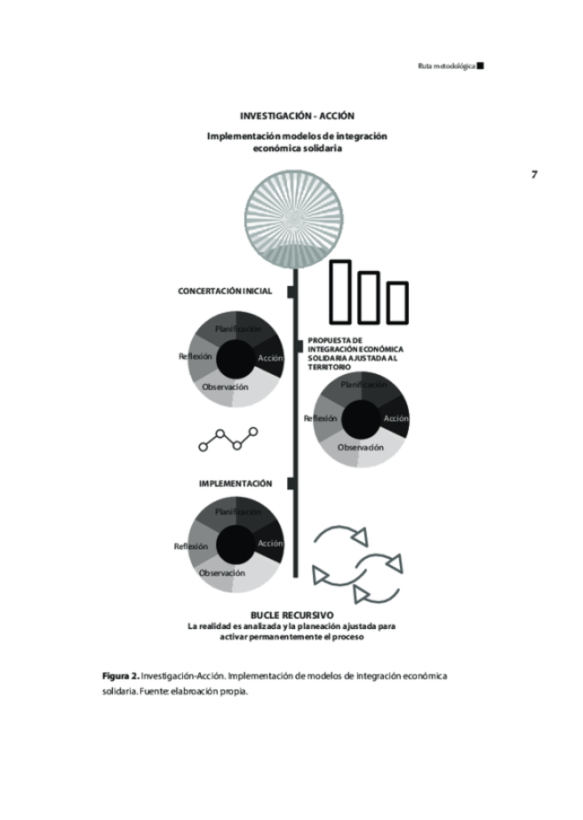 Ruta metodológica
INVESTIGACIÓN - ACCIÓN
Implementación modelos de integración
económica solidaria
7
CONCERTACIÓN INICIAL
Planificación
Reflexión
Acción
Observación
PROPUESTA DE
INTEGRACIÓN ECONÓMICA
SOLIDARIA AJUSTADA AL
TERRITORIO
Planificación
Reflexión
Acción
Observación
IMPLEMENTACIÓN
Planificación
Reflexión
Acción
Observación
BUCLE RECURSIVO
La realidad es analizada y la planeación ajustada para
activar permanentemente el proceso
Figura 2. Investigación-Acción. Implementación de modelos de integración económica
solidaria. Fuente: elabroación propia.